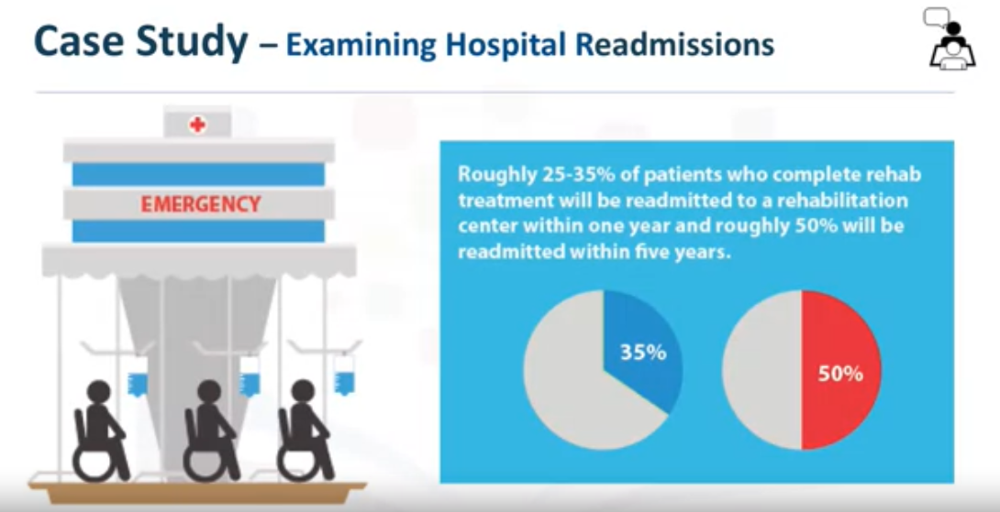 Case Study – Examining Hospital Readmissions
EMERGENCY
Roughly 25-35% of patients who complete rehab
treatment will be readmitted to a rehabilitation
center within one year and roughly 50% will be
readmitted within five years.
35%
50%